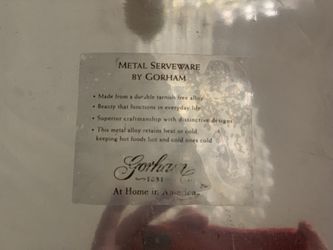 METAL SERVEWARE
BY GORHAM
• Made from a durable tarnish free alloy
• Beauty that functions in everyday life
• Superior craftsmanship with distinctive designs
• This metal alloy retains heat or cold,
keeping hot foods hot and cold ones cold
Gorham
1831
At Home in America